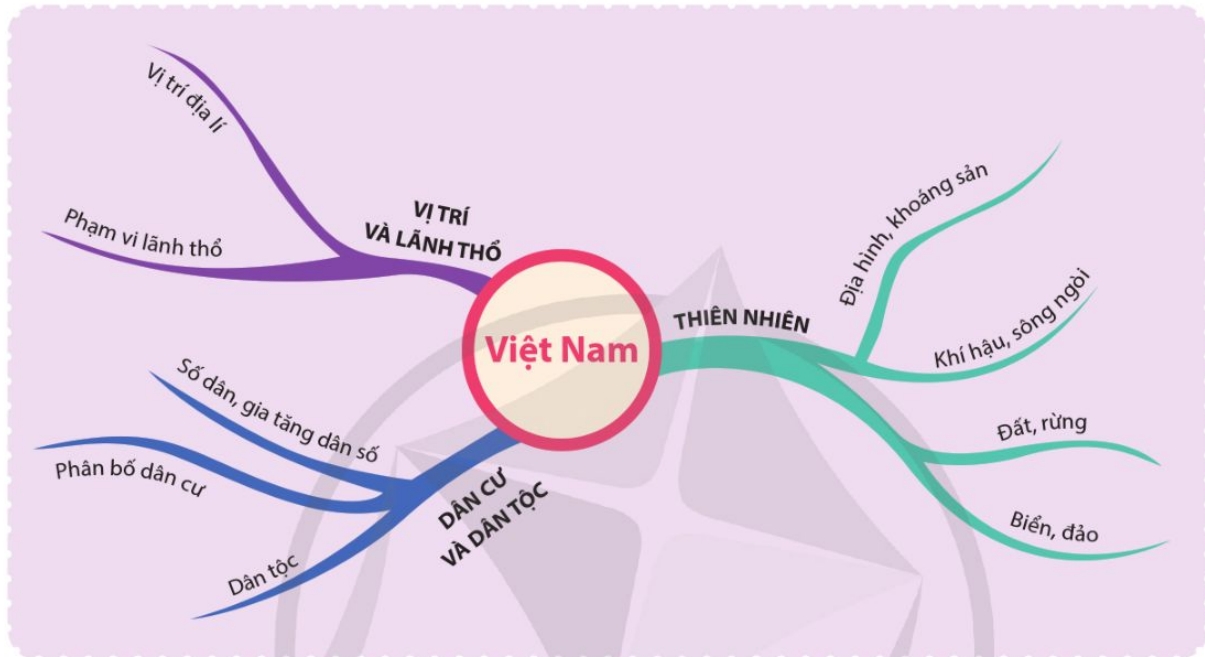 Vị trí địa lí
Phạm vi lãnh thổ
VỊ TRÍ
VÀ LÃNH THỔ
Việt Nam
THIÊN NHIÊN
Địa hình, khoáng sản
Khí hậu, sông ngòi
Đất, rừng
Biển, đảo
DÂN CƯ
VÀ DÂN TỘC
Số dân, gia tăng dân số
Phân bố dân cư
Dân tộc